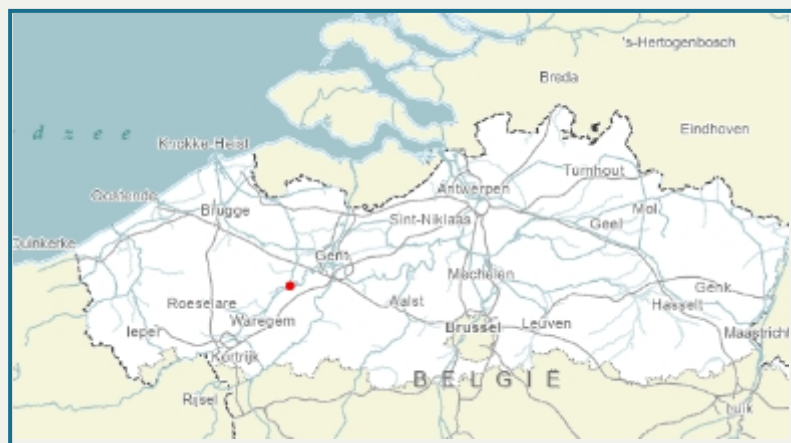 's-Hertogenbosch
Breda
d z e e
Eindhoven
Knokke-Heist
Turnhout
Antwerpen
Oostende
Mol
Brugge
Sint-Niklaas
Geel
Duinkerke
Gent
Mechelen
Genk
Roeselare
Aalst
Hasselt
Waregem
Ieper
Brussel
Leuven
Maastricht
Kortrijk
BELGIË
Rijsel
Luik